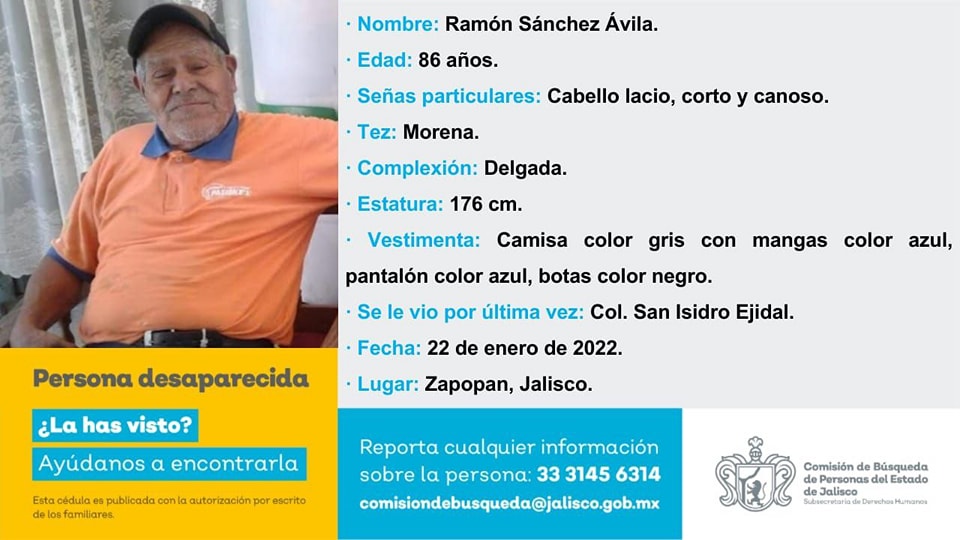 · Nombre: Ramón Sánchez Ávila.
· Edad: 86 años.
· Señas particulares: Cabello lacio, corto y canoso.
· Tez: Morena.
· Complexión: Delgada.
· Estatura: 176 cm.
· Vestimenta: Camisa color gris con mangas color azul,
pantalón color azul, botas color negro.
· Se le vio por última vez: Col. San Isidro Ejidal.
· Fecha: 22 de enero de 2022.
· Lugar: Zapopan, Jalisco.
Persona desaparecida
¿La has visto?
Ayúdanos a encontrarla
Esta cédula es publicada con la autorización por escrito
de los familiares.
Reporta cualquier información
sobre la persona: 33 3145 6314
comisiondebusqueda@jalisco.gob.mx
Comisión de Búsqueda
de Personas del Estado
de Jalisco
Subsecretaría de Derechos Humanos